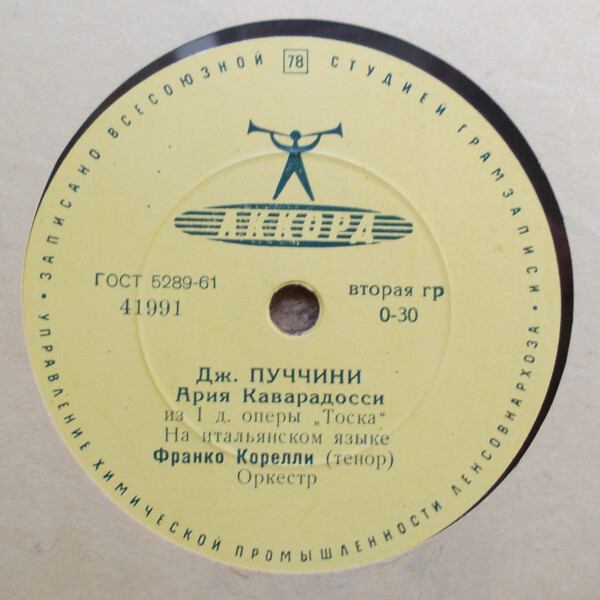 ЗАПИСАНО ВСЕСОЮЗНОЙ 78 СТУДИЕЙ ГРАМЗАПИСИ
АККОРД
ГОСТ 5289-61
41991
вторая гр
0-30
Дж. ПУЧЧИНИ
Ария Каварадосси
из I д. оперы „Тоска“
На итальянском языке
Франко Корелли (тенор)
Оркестр
УПРАВЛЕНИЕ ХИМИЧЕСКОЙ ПРОМЫШЛЕННОСТИ ЛЕНСОВНАРХОЗА